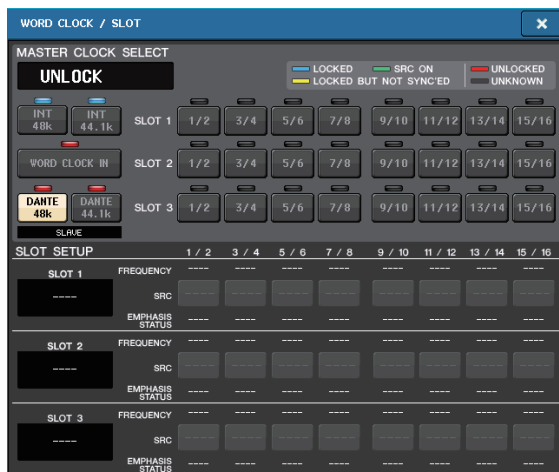 WORD CLOCK / SLOT
MASTER CLOCK SELECT
UNLOCK
LOCKED SRC ON UNLOCKED
LOCKED BUT NOT SYNC'ED UNKNOWN
INT 48k INT 44.1k SLOT 1 1/2 3/4 5/6 7/8 9/10 11/12 13/14 15/16
WORD CLOCK IN SLOT 2 1/2 3/4 5/6 7/8 9/10 11/12 13/14 15/16
DANTE 48k DANTE 44.1k SLOT 3 1/2 3/4 5/6 7/8 9/10 11/12 13/14 15/16
SLAVE
SLOT SETUP 1 / 2 3 / 4 5 / 6 7 / 8 9 / 10 11 / 12 13 / 14 15 / 16
SLOT 1 FREQUENCY ---- ---- ---- ---- ---- ---- ---- ----
---- SRC ---- ---- ---- ---- ---- ---- ---- ----
EMPHASIS STATUS ---- ---- ---- ---- ---- ---- ---- ----
SLOT 2 FREQUENCY ---- ---- ---- ---- ---- ---- ---- ----
---- SRC ---- ---- ---- ---- ---- ---- ---- ----
EMPHASIS STATUS ---- ---- ---- ---- ---- ---- ---- ----
SLOT 3 FREQUENCY ---- ---- ---- ---- ---- ---- ---- ----
---- SRC ---- ---- ---- ---- ---- ---- ---- ----
EMPHASIS STATUS ---- ---- ---- ---- ---- ---- ---- ----